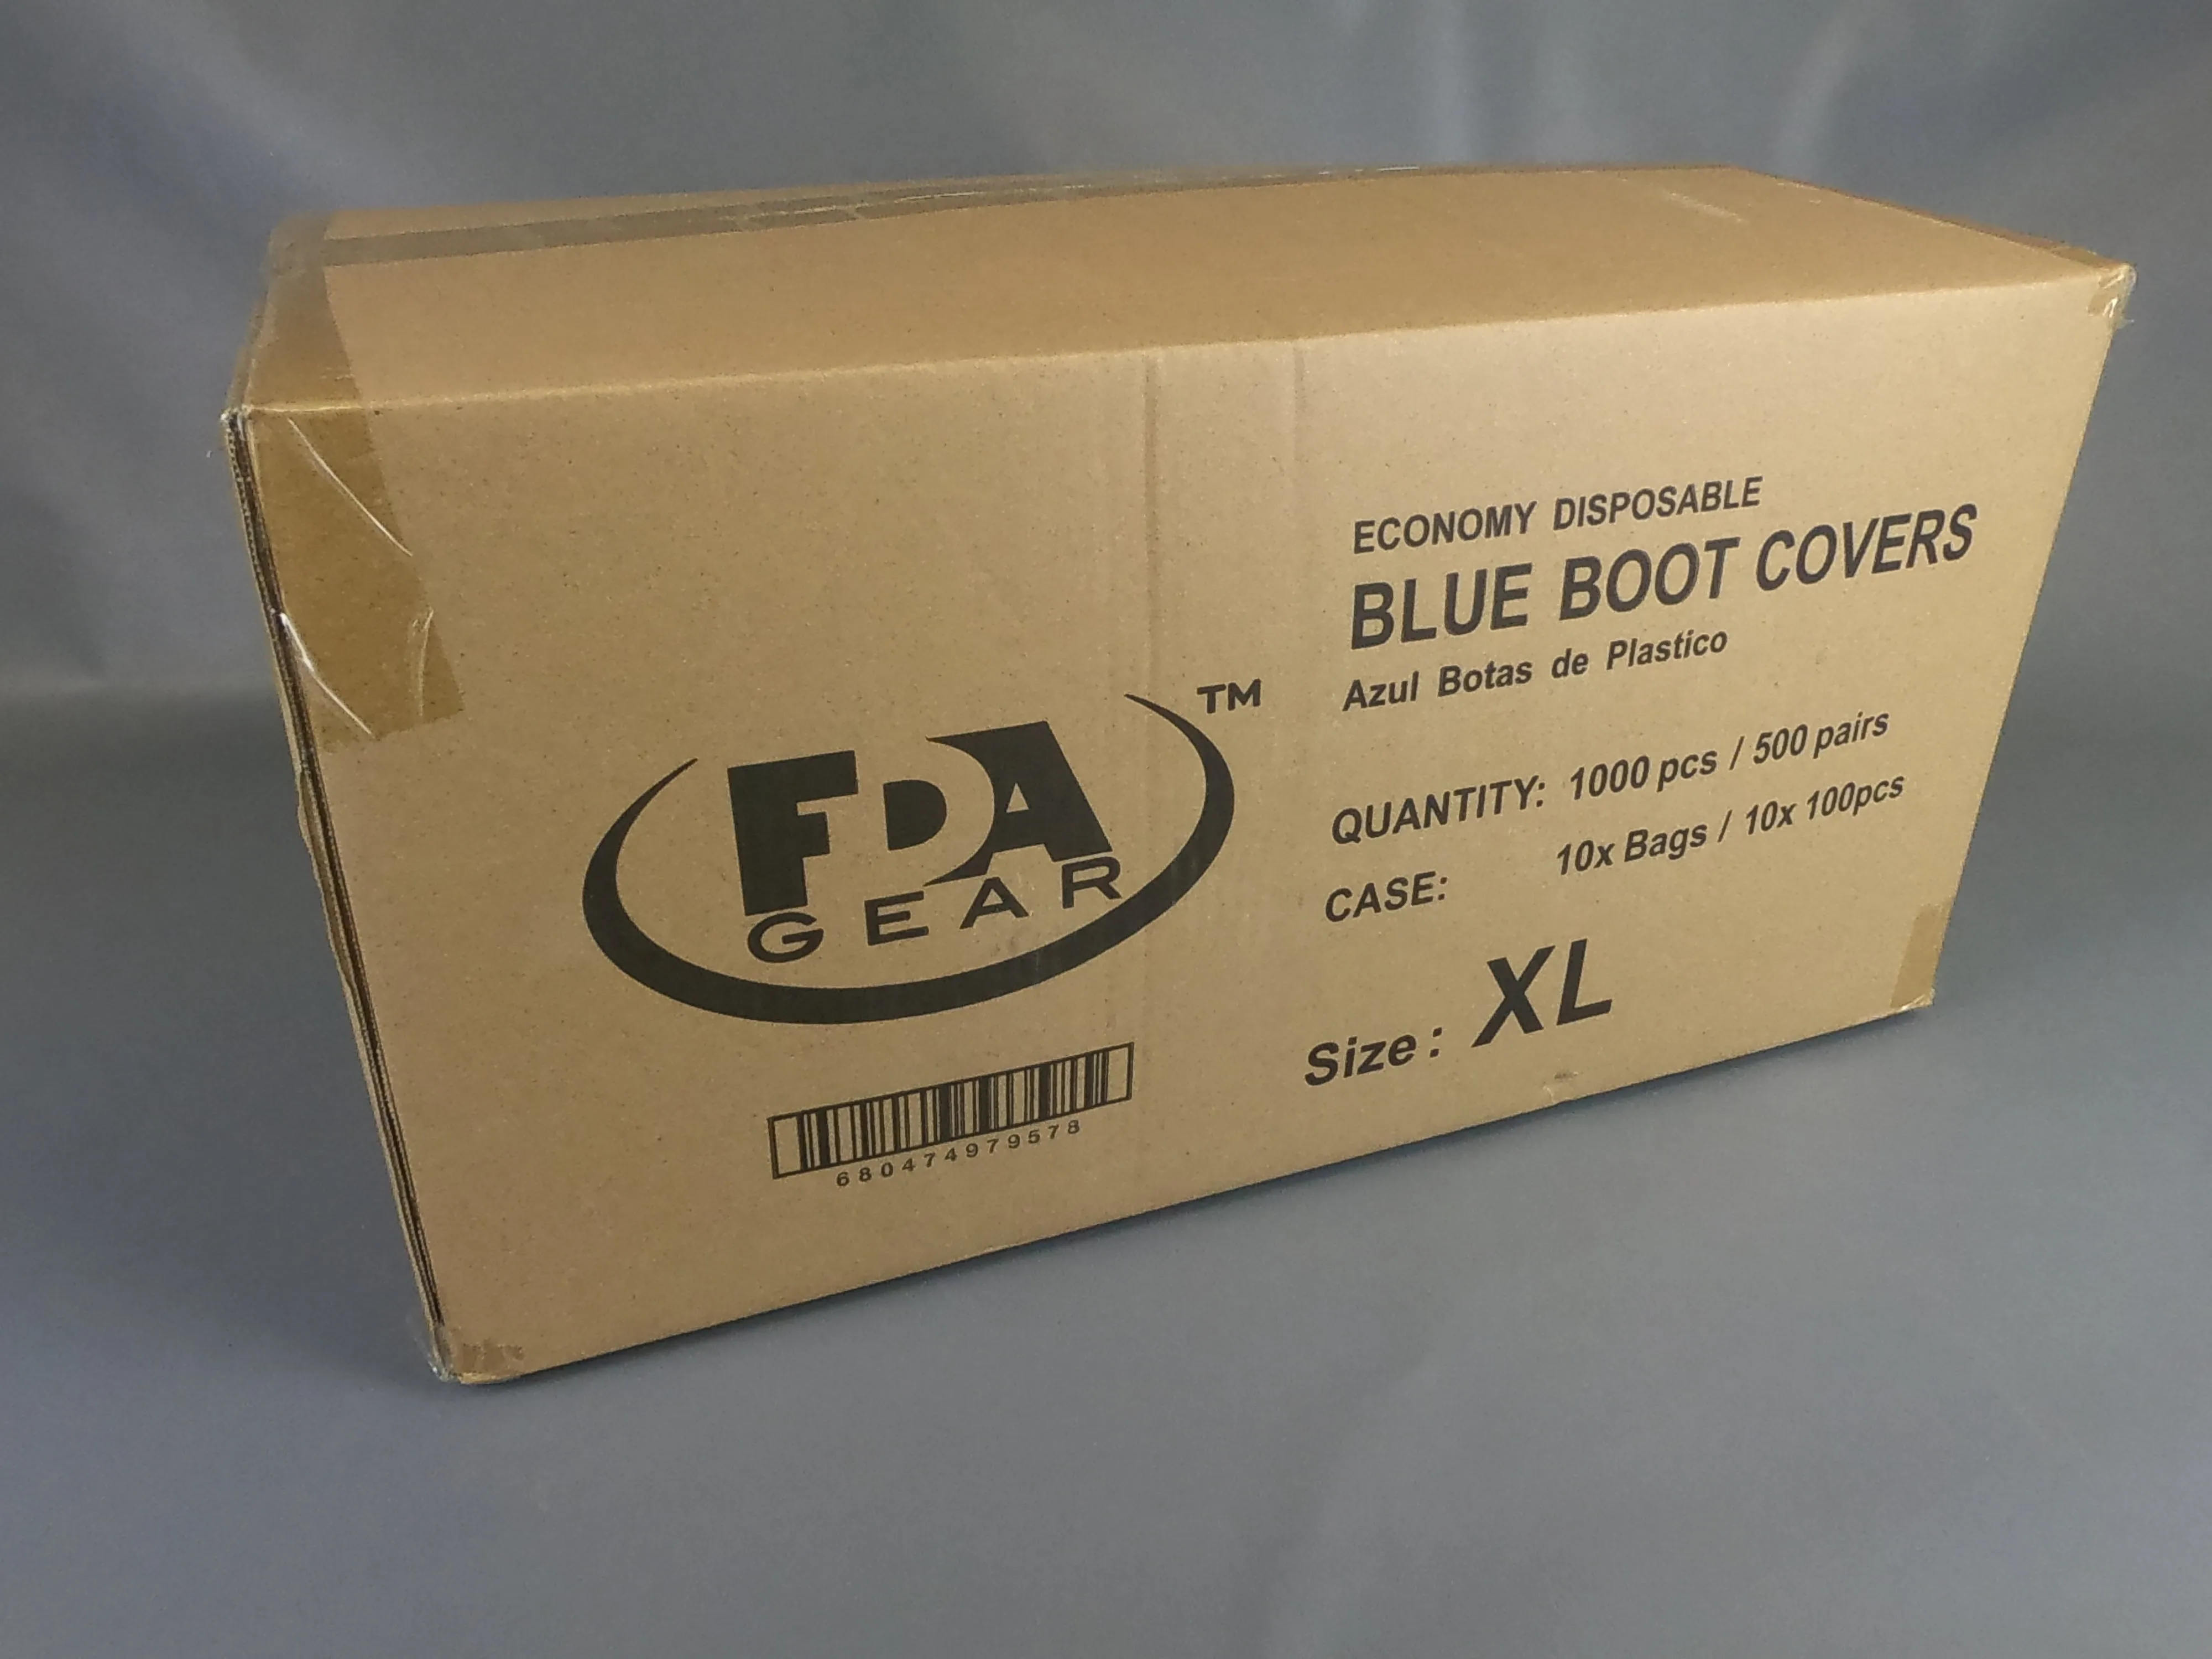 FDA
GEAR
TM
680474979578
ECONOMY DISPOSABLE
BLUE BOOT COVERS
Azul Botas de Plastico
QUANTITY: 1000 pcs / 500 pairs
CASE: 10x Bags / 10x 100pcs
Size: XL